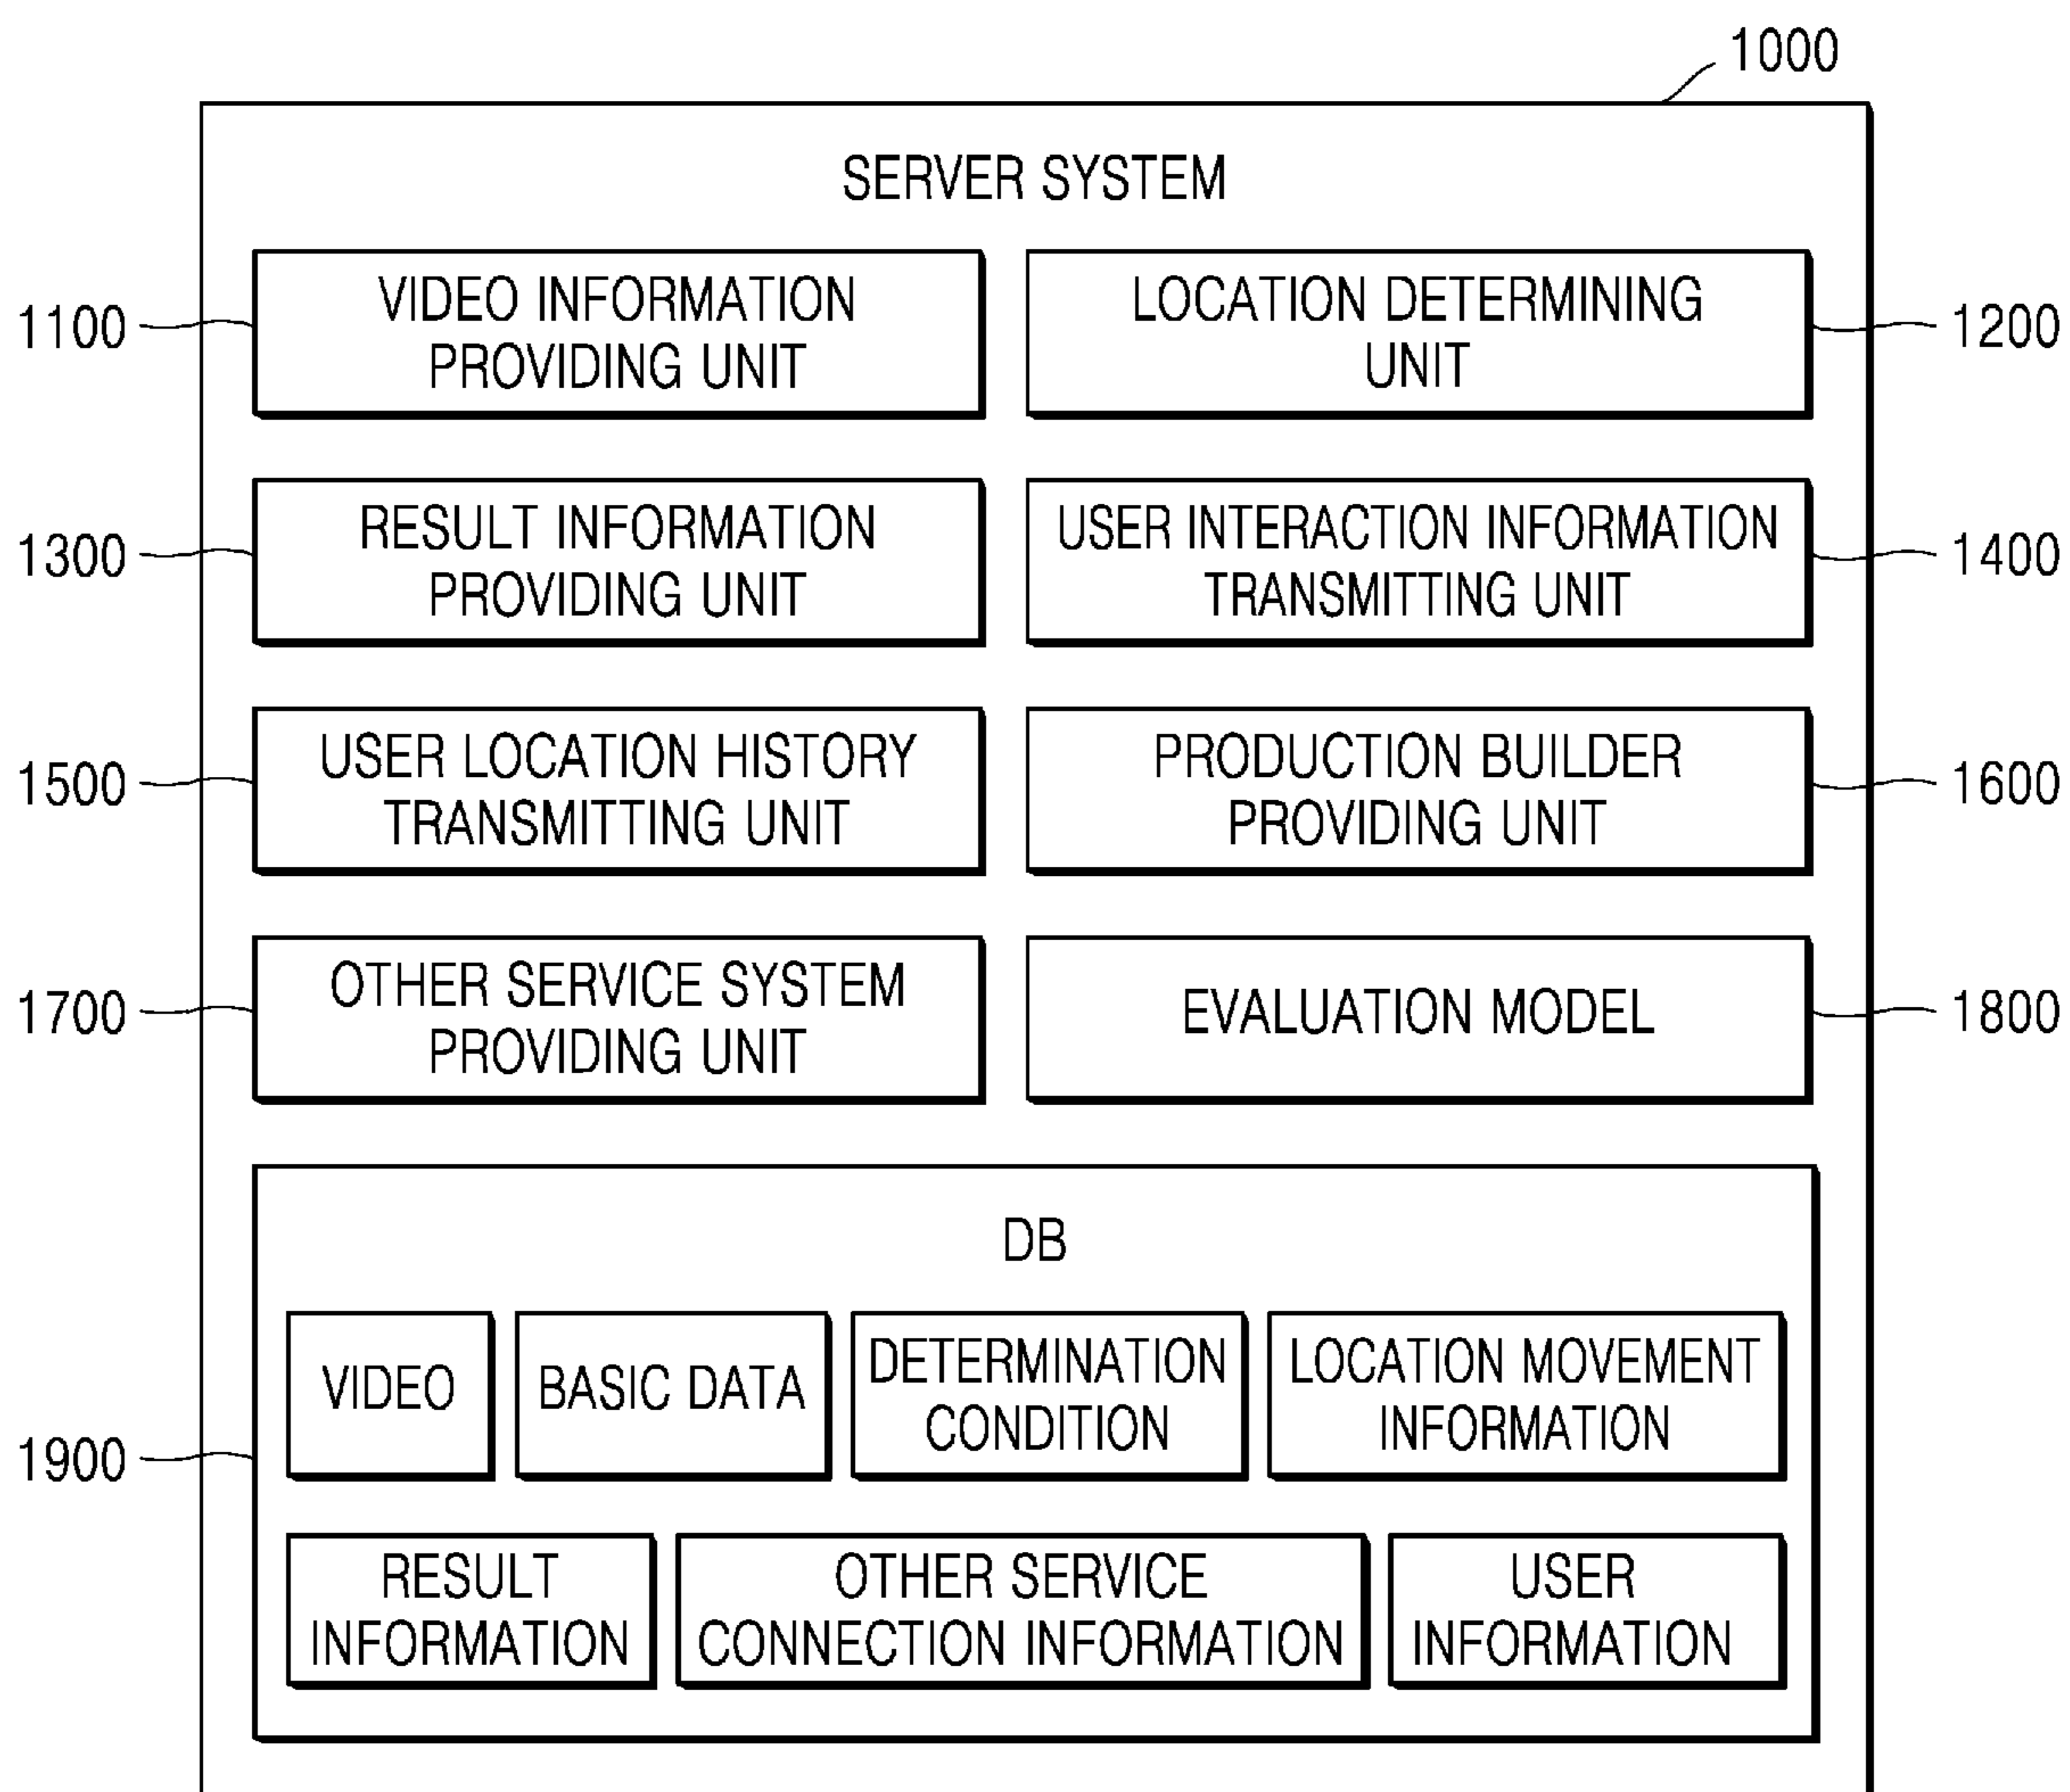 1000
SERVER SYSTEM
1100
VIDEO INFORMATION
PROVIDING UNIT
LOCATION DETERMINING
UNIT
1200
1300
RESULT INFORMATION
PROVIDING UNIT
USER INTERACTION INFORMATION
TRANSMITTING UNIT
1400
1500
USER LOCATION HISTORY
TRANSMITTING UNIT
PRODUCTION BUILDER
PROVIDING UNIT
1600
1700
OTHER SERVICE SYSTEM
PROVIDING UNIT
EVALUATION MODEL
1800
1900
DB
VIDEO
BASIC DATA
DETERMINATION
CONDITION
LOCATION MOVEMENT
INFORMATION
RESULT
INFORMATION
OTHER SERVICE
CONNECTION INFORMATION
USER
INFORMATION